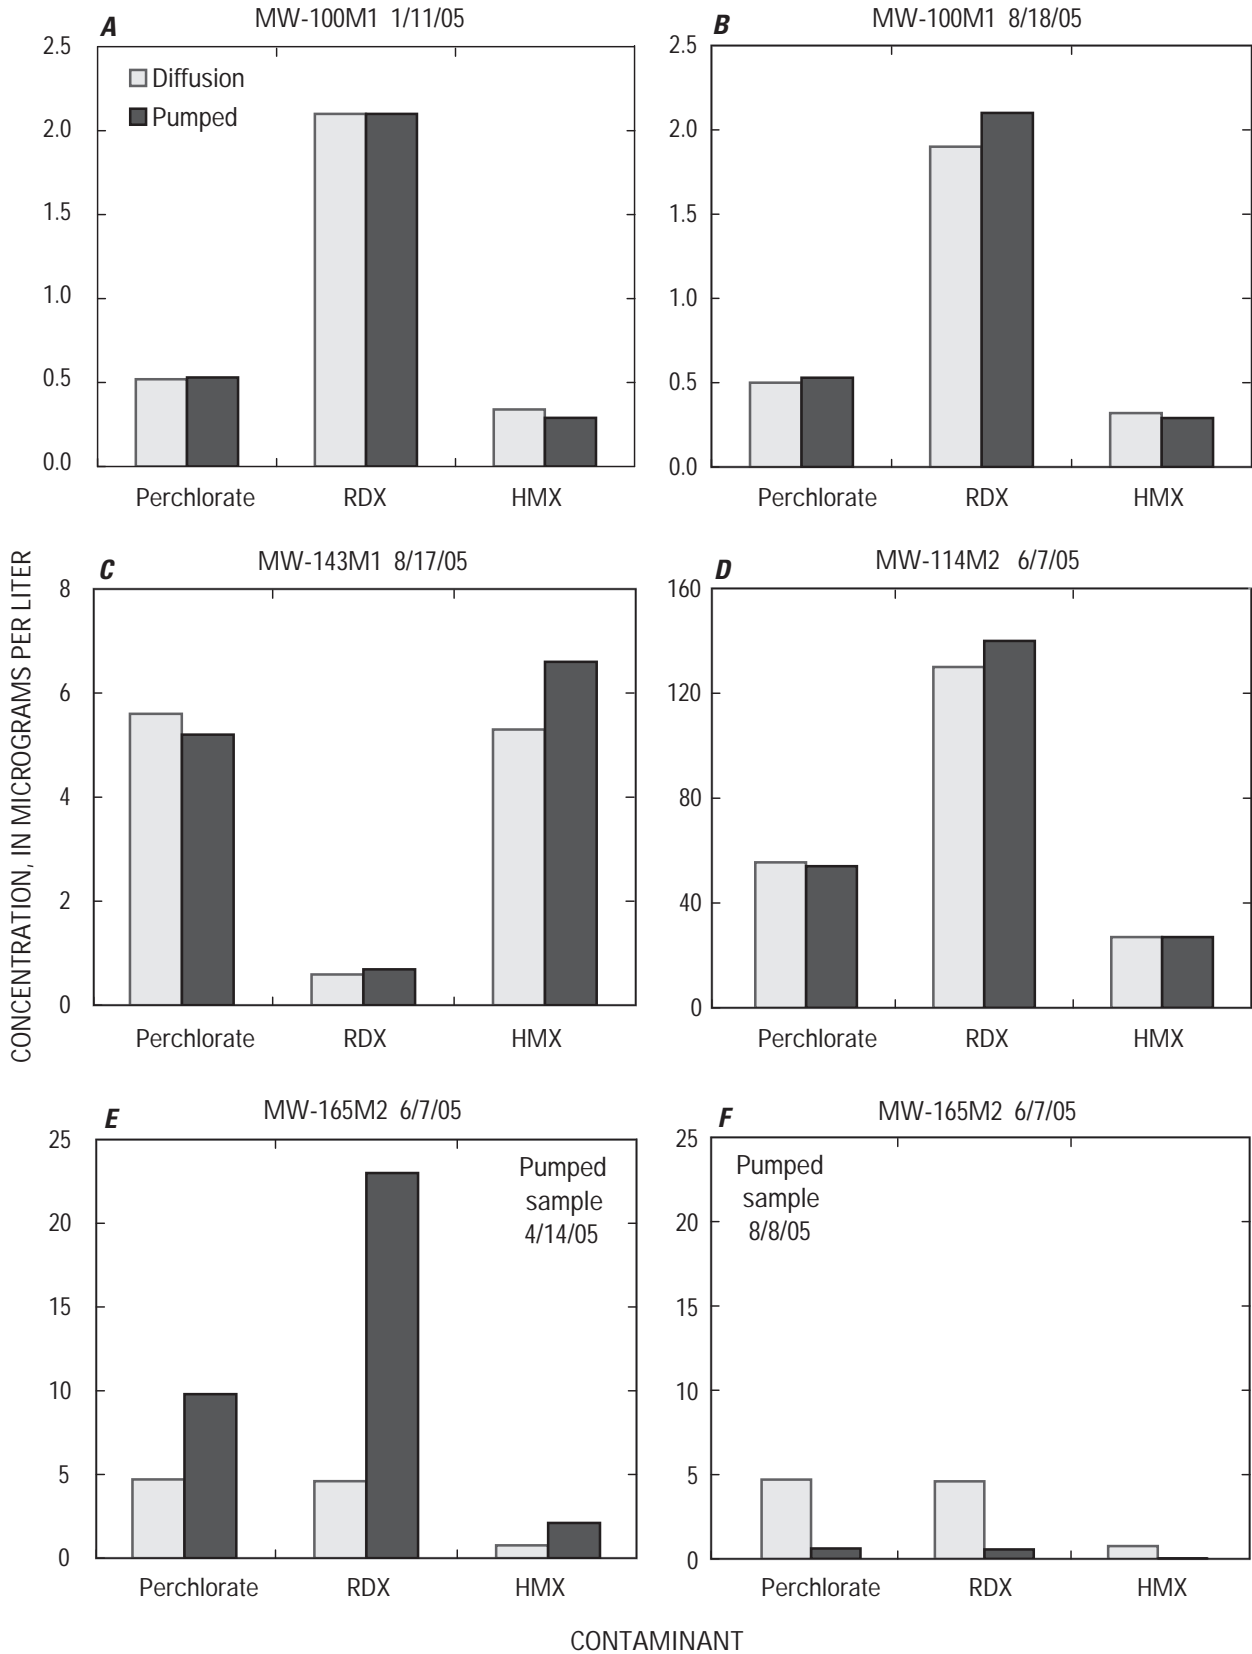 A MW-100M1 1/11/05
2.5
2.0
1.5
1.0
0.5
0.0
Diffusion
Pumped
Perchlorate RDX HMX
B MW-100M1 8/18/05
2.5
2.0
1.5
1.0
0.5
0.0
Perchlorate RDX HMX
CONCENTRATION, IN MICROGRAMS PER LITER
C MW-143M1 8/17/05
8
6
4
2
0
Perchlorate RDX HMX
D MW-114M2 6/7/05
160
120
80
40
0
Perchlorate RDX HMX
E MW-165M2 6/7/05
25
20
15
10
5
0
Pumped
sample
4/14/05
Perchlorate RDX HMX
F MW-165M2 6/7/05
25
20
15
10
5
0
Pumped
sample
8/8/05
Perchlorate RDX HMX
CONTAMINANT